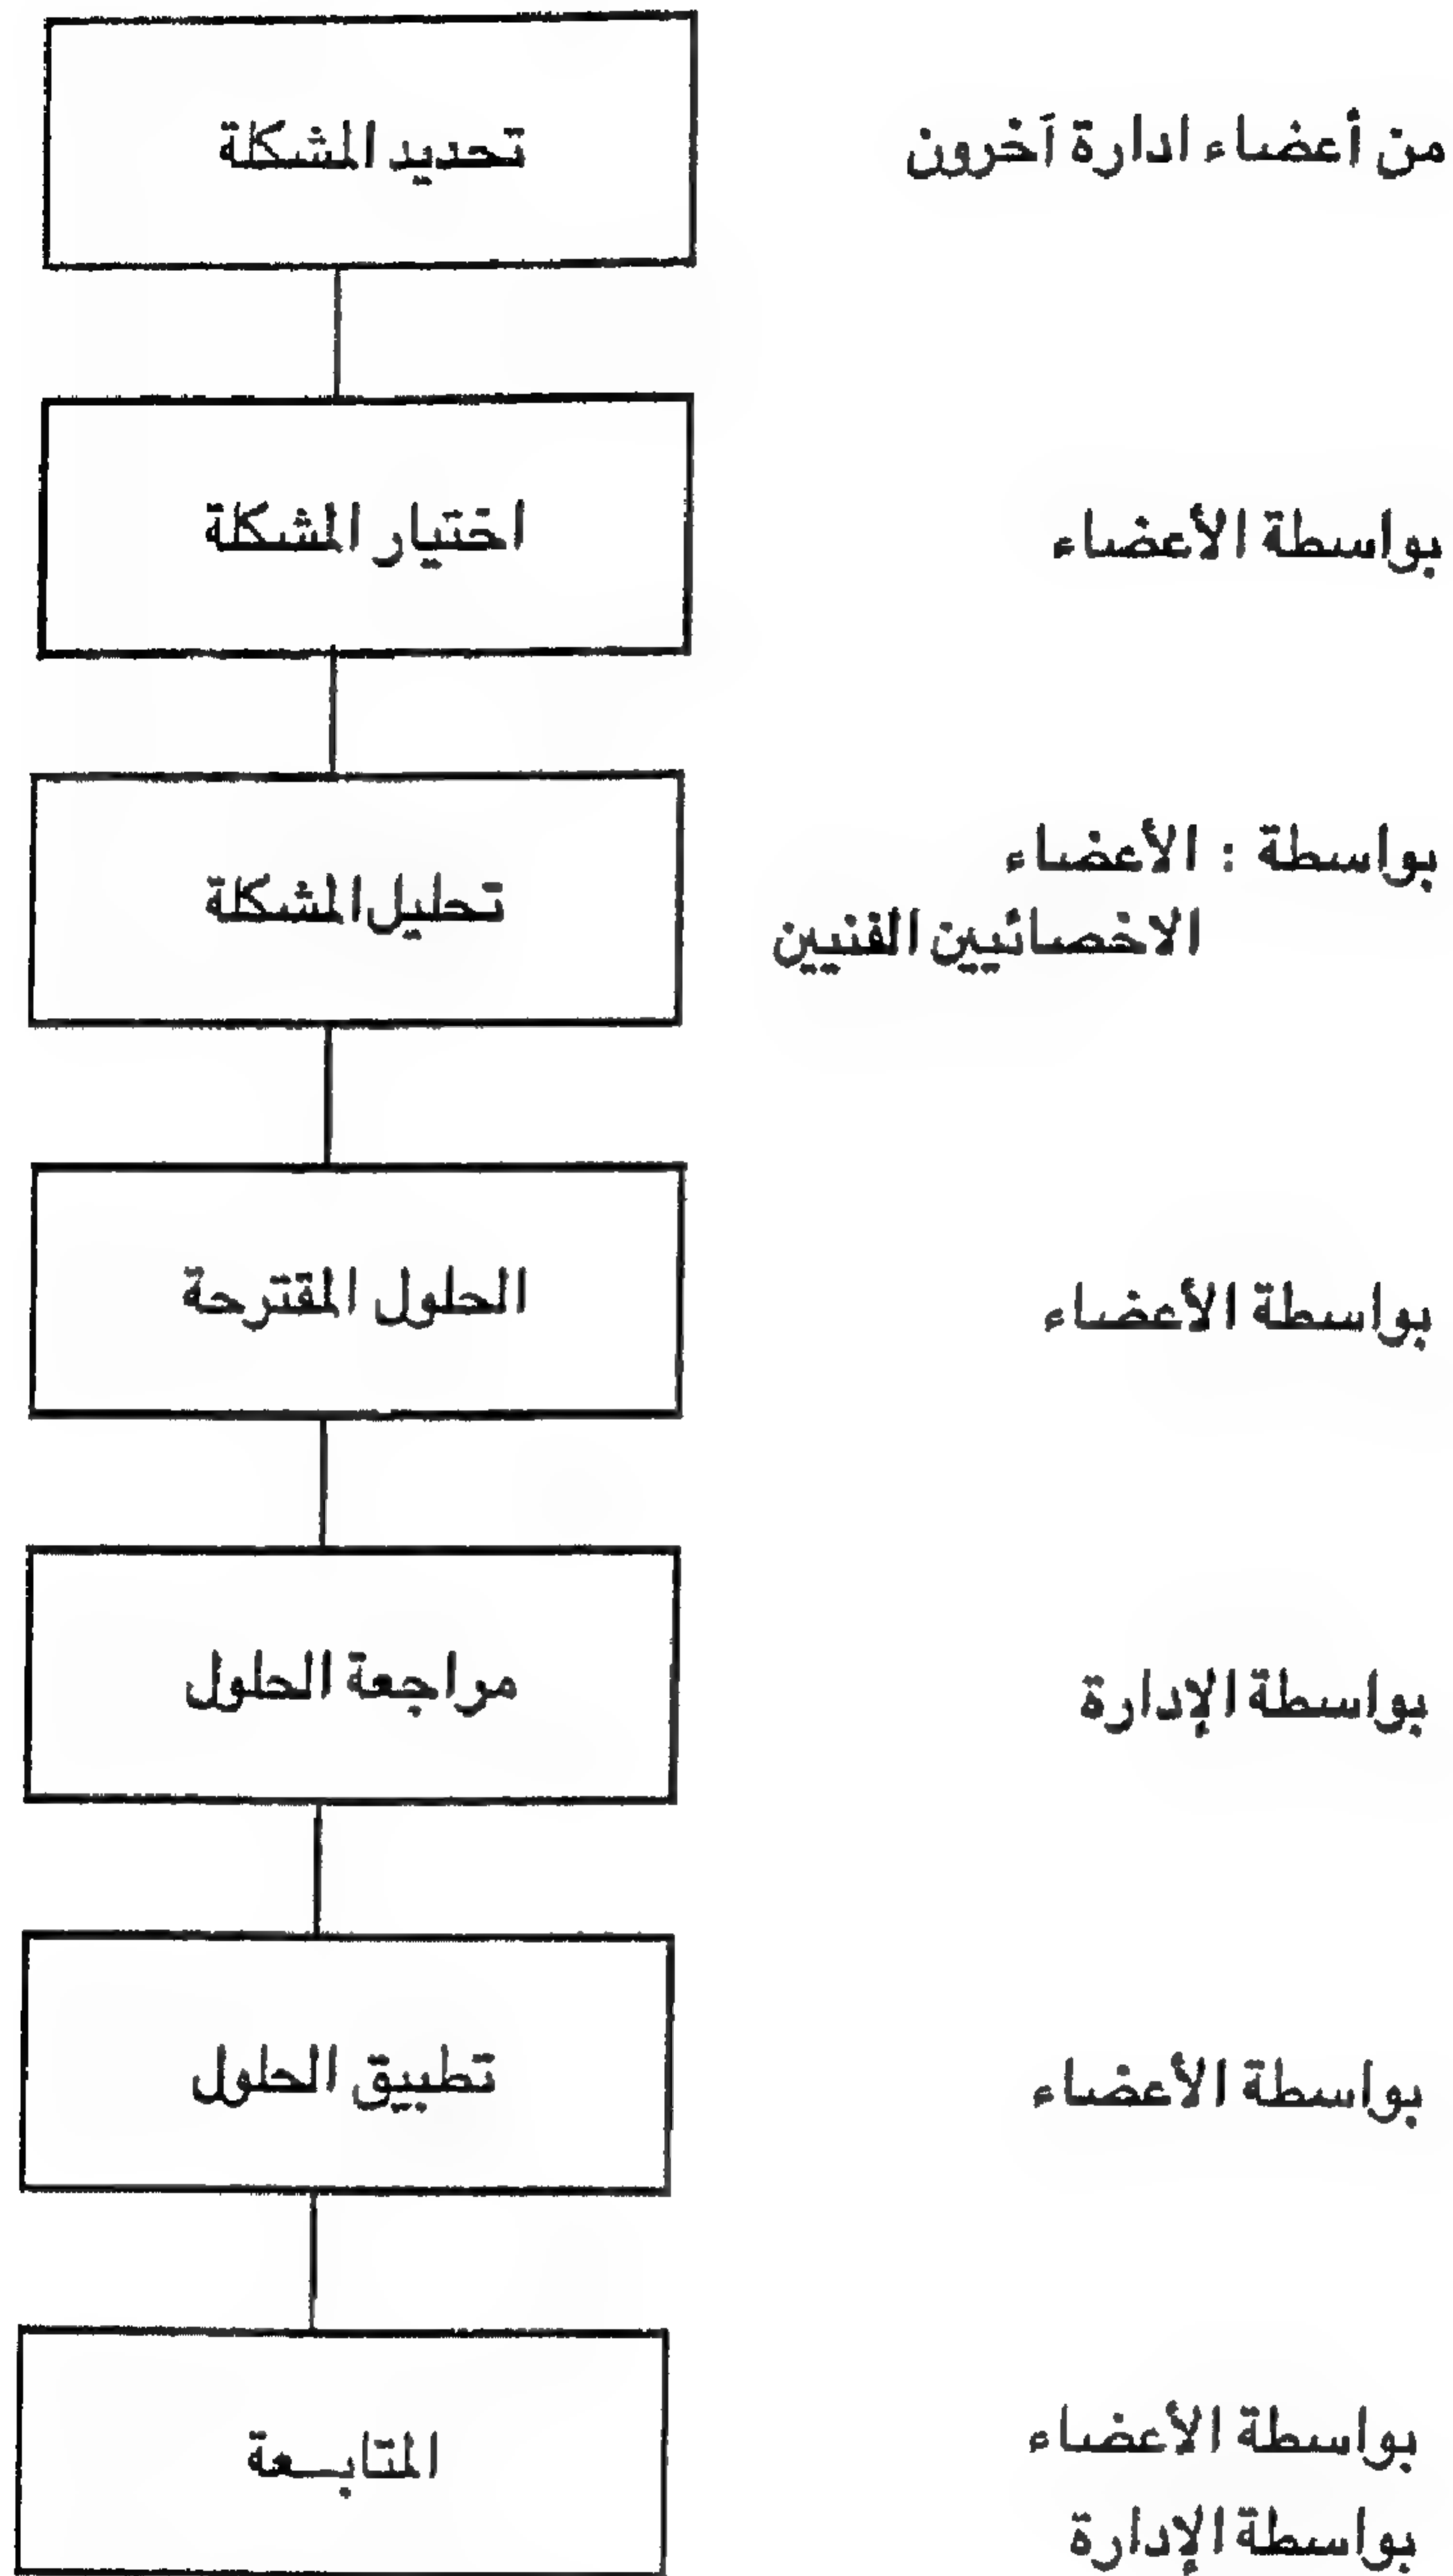 من أعضاء ادارة آخرون
تحديد المشكلة
بواسطة الأعضاء
اختيار المشكلة
بواسطة : الأعضاء
الاخصائيين الفنيين
تحليل المشكلة
بواسطة الأعضاء
الحلول المقترحة
بواسطة الإدارة
مراجعة الحلول
بواسطة الأعضاء
تطبيق الحلول
بواسطة الأعضاء
بواسطة الإدارة
المتابعة